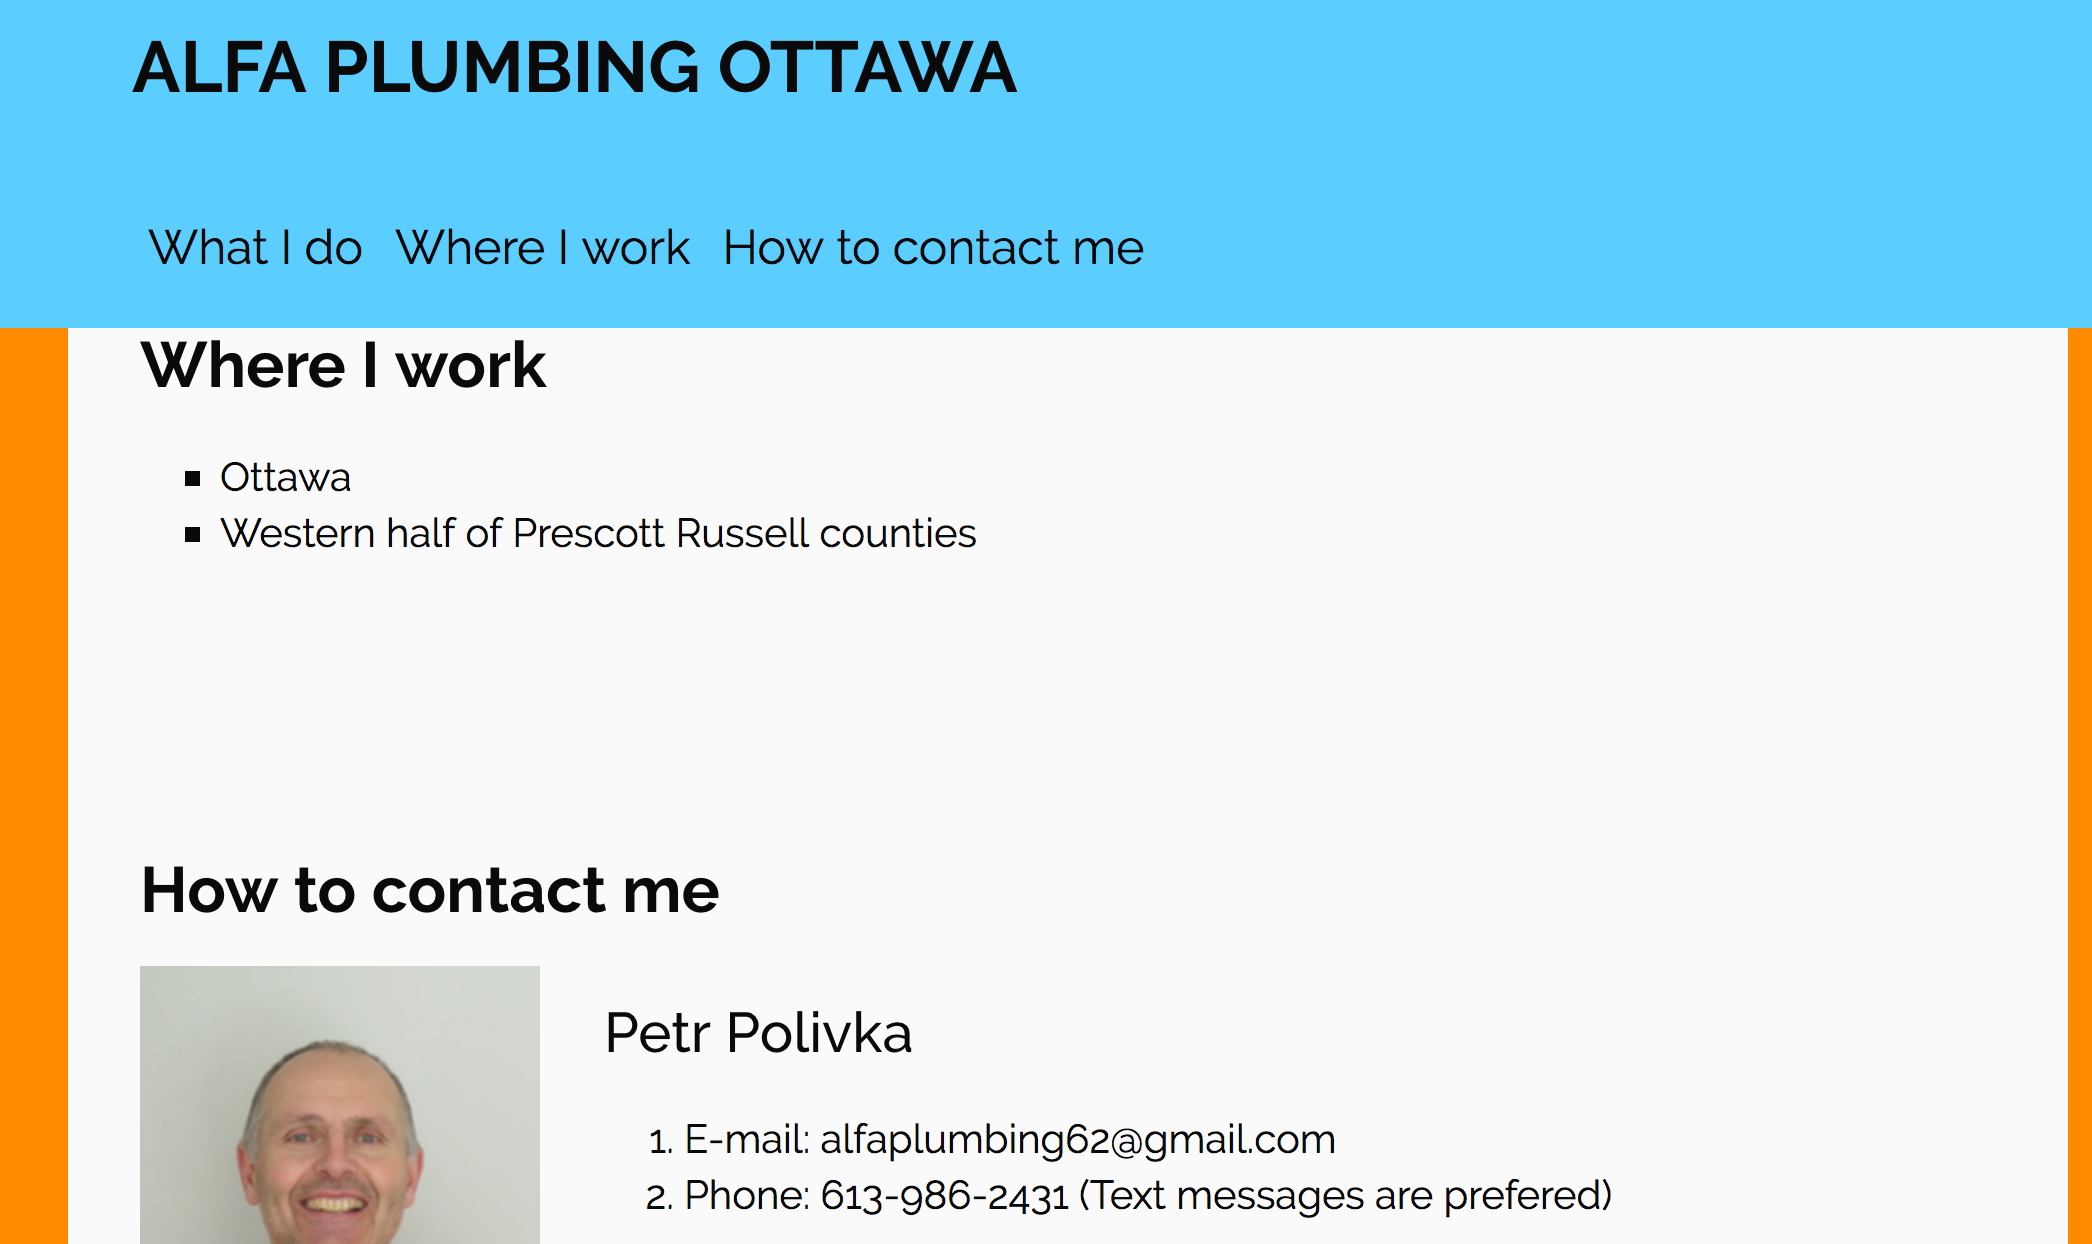 ALFA PLUMBING OTTAWA
What I do Where I work How to contact me
Where I work
Ottawa
Western half of Prescott Russell counties
How to contact me
Petr Polivka
1. E-mail: alfaplumbing62@gmail.com
2. Phone: 613-986-2431 (Text messages are prefered)